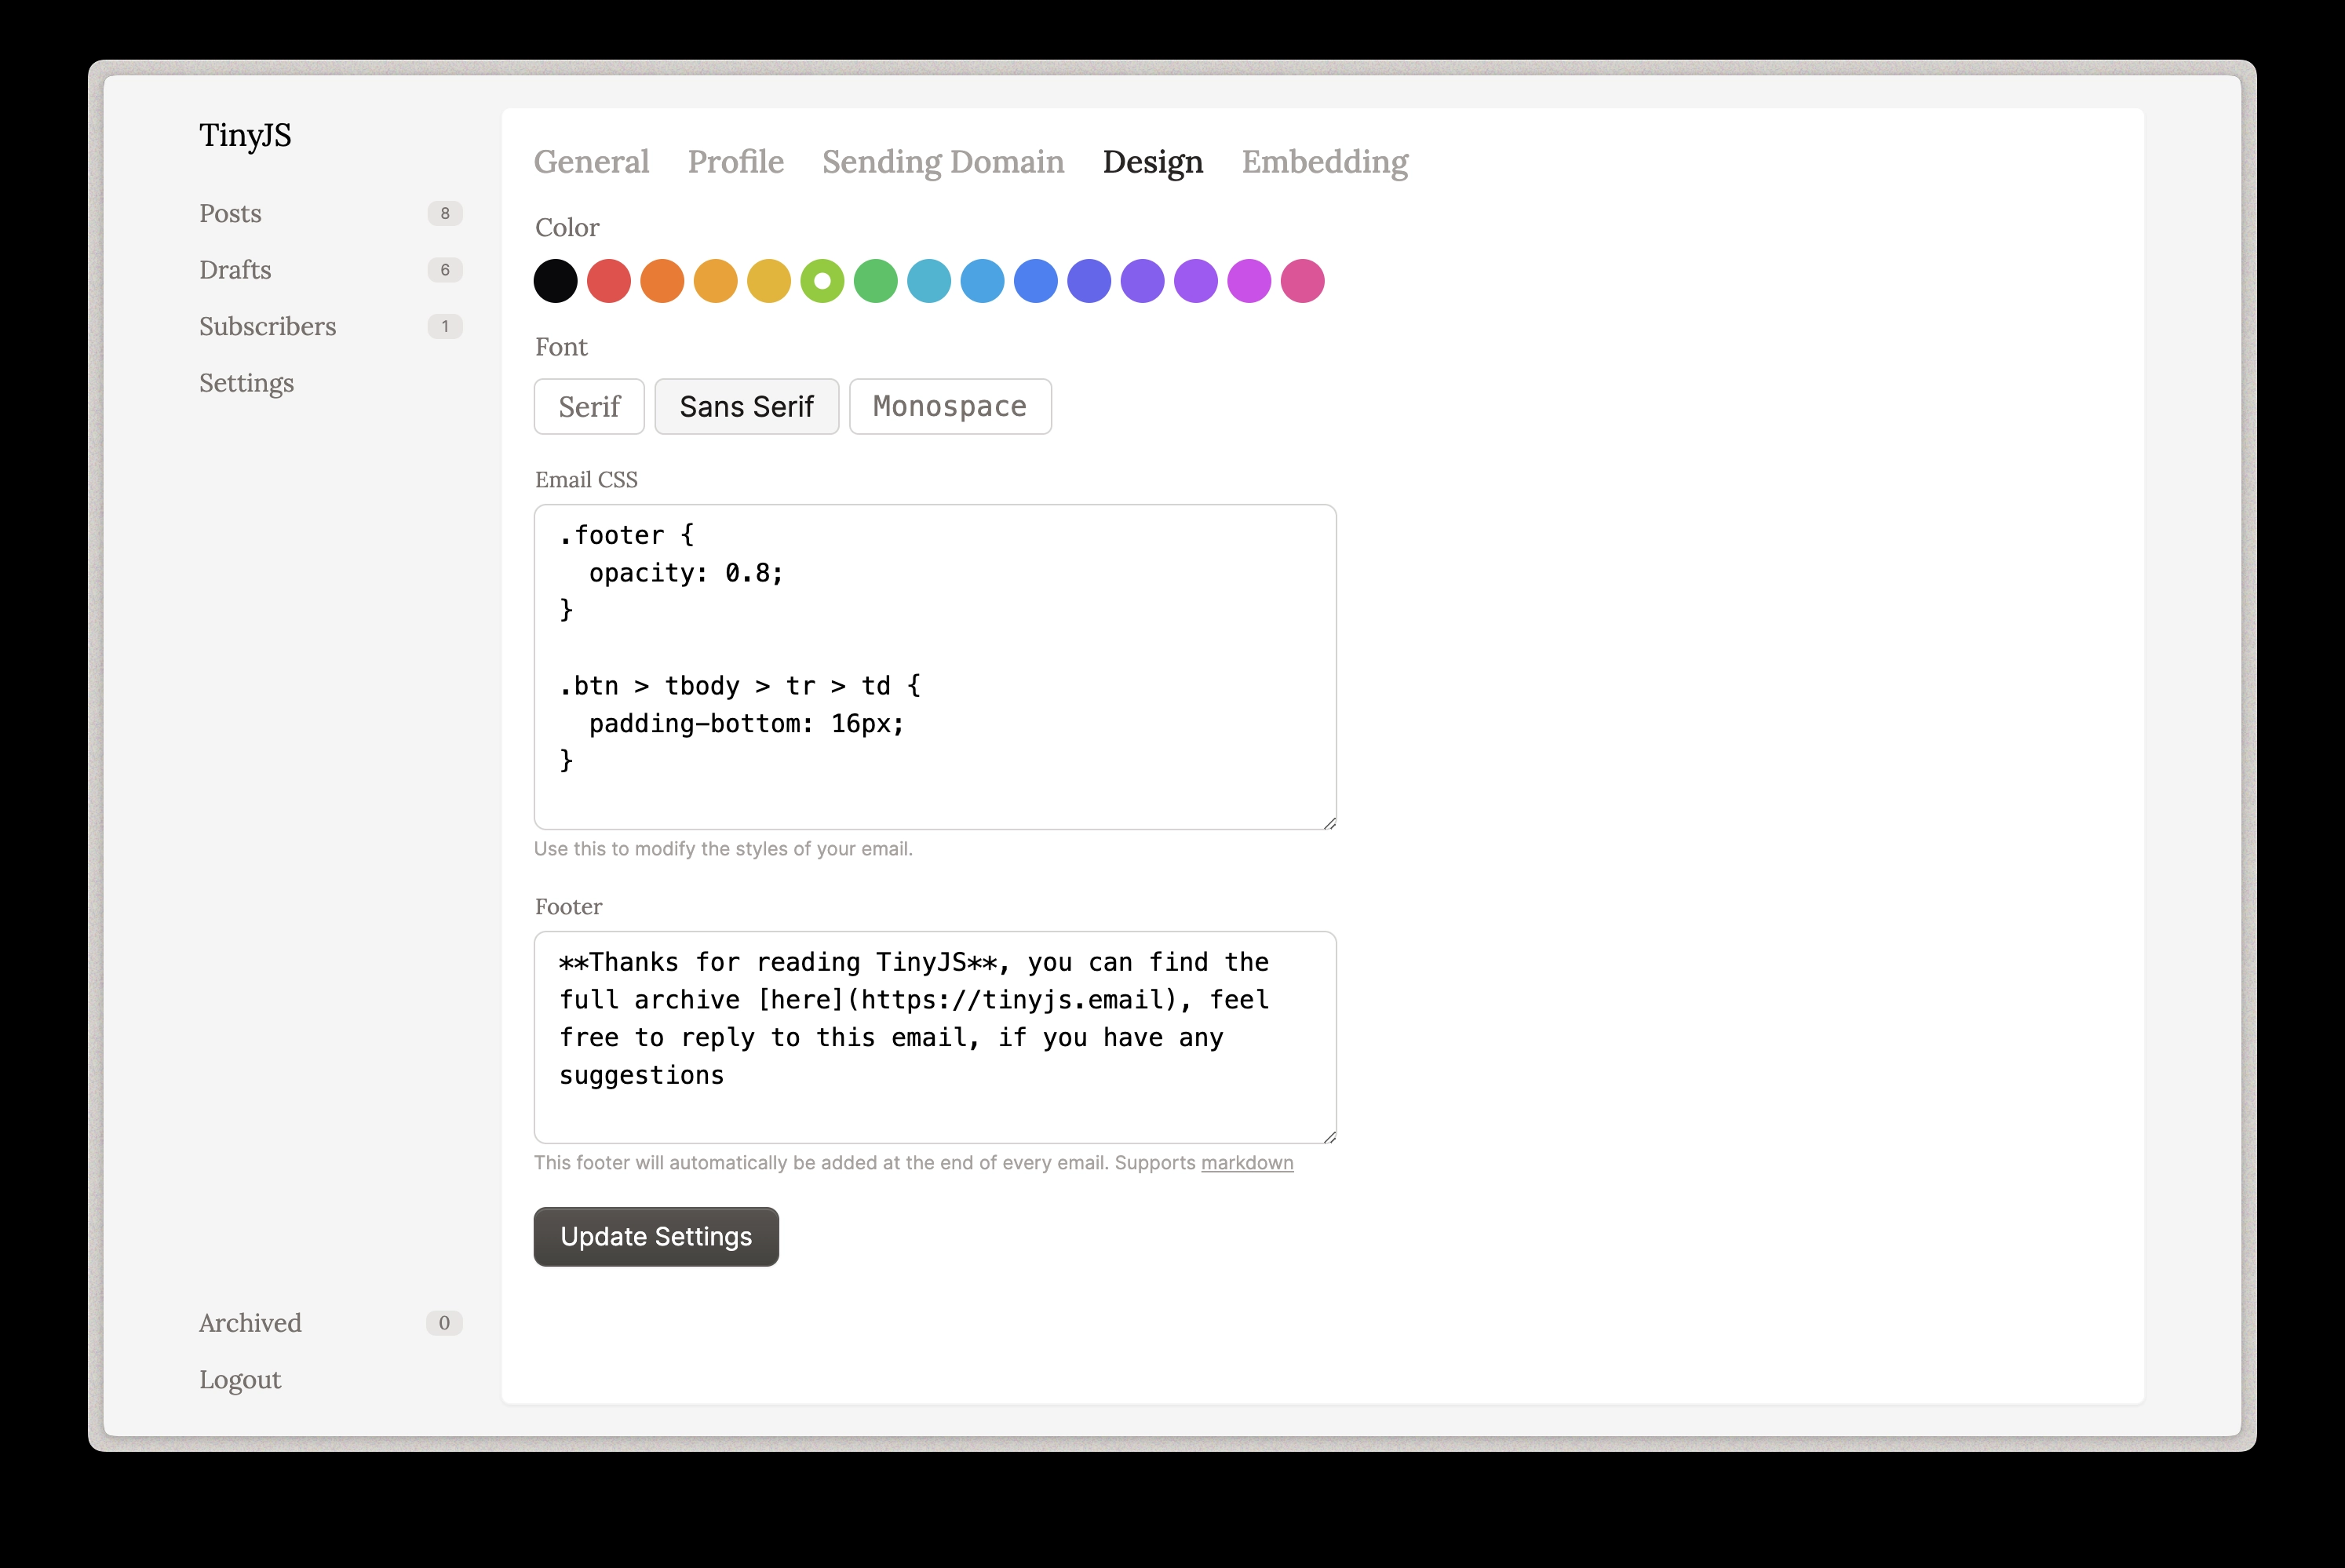 TinyJS
Posts 8
Drafts 6
Subscribers 1
Settings
Archived 0
Logout
General Profile Sending Domain Design Embedding
Color
Font
Serif Sans Serif Monospace
Email CSS
.footer {
  opacity: 0.8;
}
.btn > tbody > tr > td {
  padding-bottom: 16px;
}
Use this to modify the styles of your email.
Footer
**Thanks for reading TinyJS**, you can find the
full archive [here](https://tinyjs.email), feel
free to reply to this email, if you have any
suggestions
This footer will automatically be added at the end of every email. Supports markdown
Update Settings